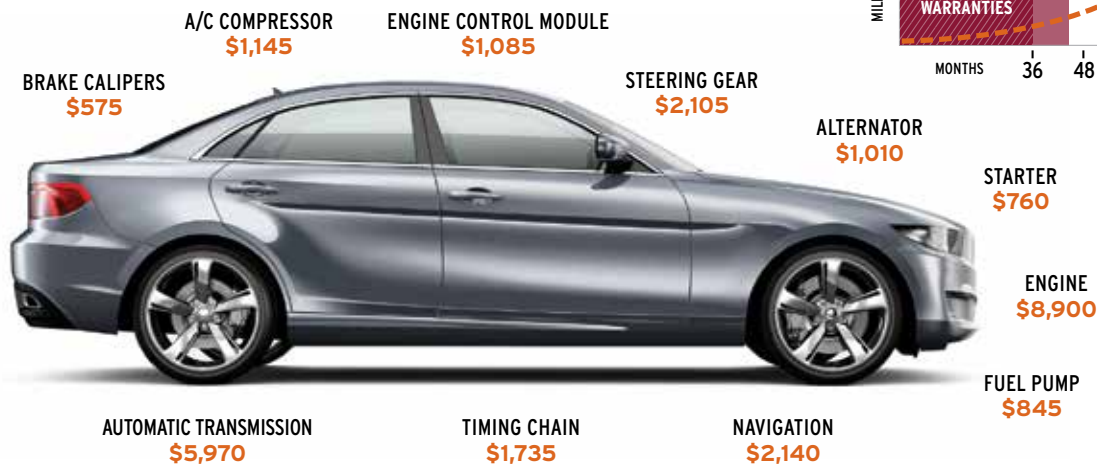 A/C COMPRESSOR
$1,145
ENGINE CONTROL MODULE
$1,085
WARRANTIES
MONTHS 36 48
BRAKE CALIPERS
$575
STEERING GEAR
$2,105
ALTERNATOR
$1,010
STARTER
$760
ENGINE
$8,900
FUEL PUMP
$845
AUTOMATIC TRANSMISSION
$5,970
TIMING CHAIN
$1,735
NAVIGATION
$2,140